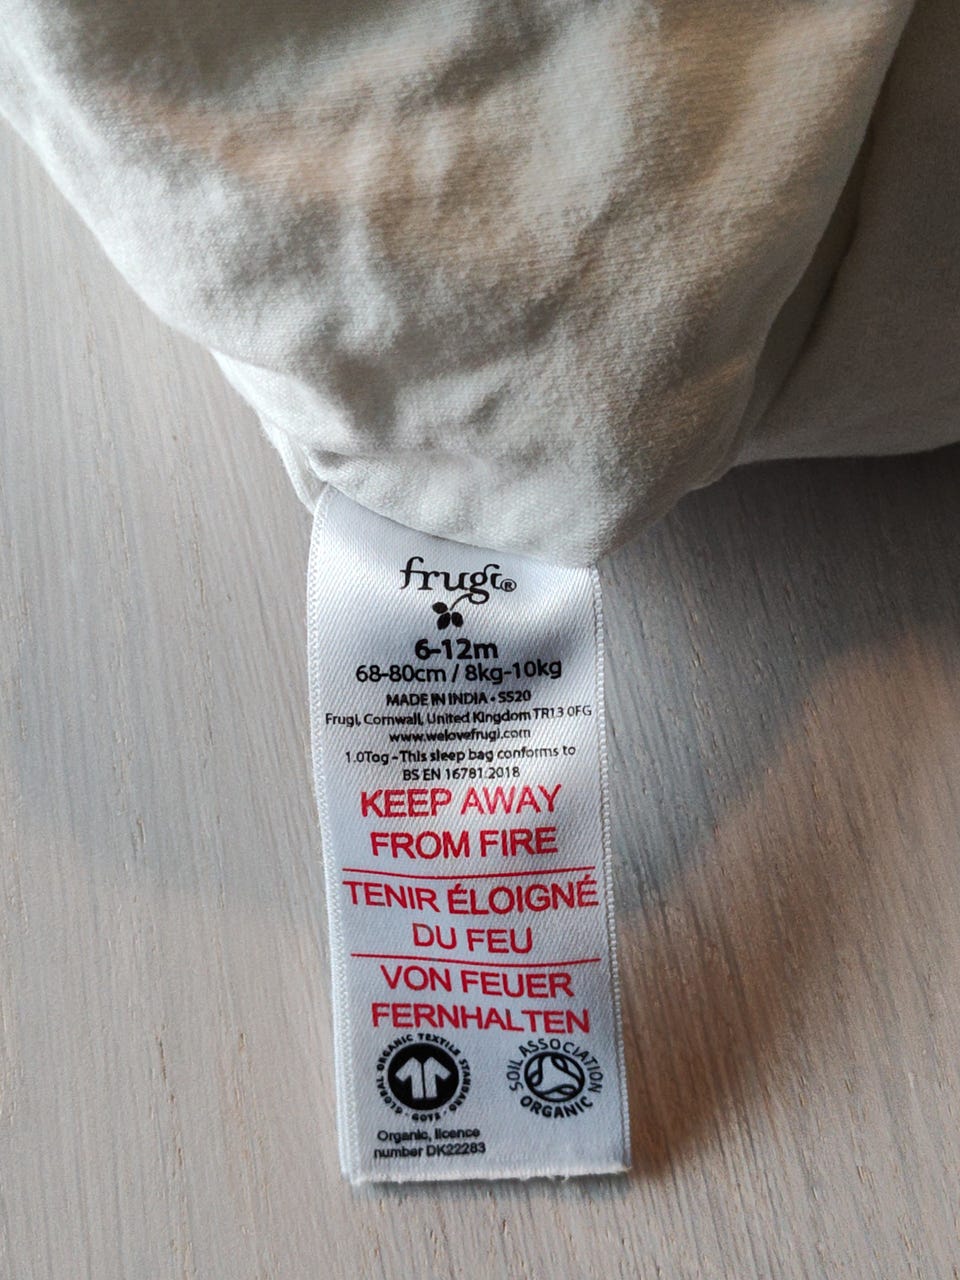 frugi®
6-12m
68-80cm / 8kg-10kg
MADE IN INDIA • SS20
Frugi, Cornwall, United Kingdom TR13 0FG
www.welovefrugi.com
1.0Tog - This sleep bag conforms to
BS EN 16781:2018
KEEP AWAY
FROM FIRE
TENIR ÉLOIGNÉ
DU FEU
VON FEUER
FERNHALTEN
GLOBAL ORGANIC TEXTILE STANDARD · GOTS ·
SOIL ASSOCIATION
ORGANIC
Organic, licence
number DK22283